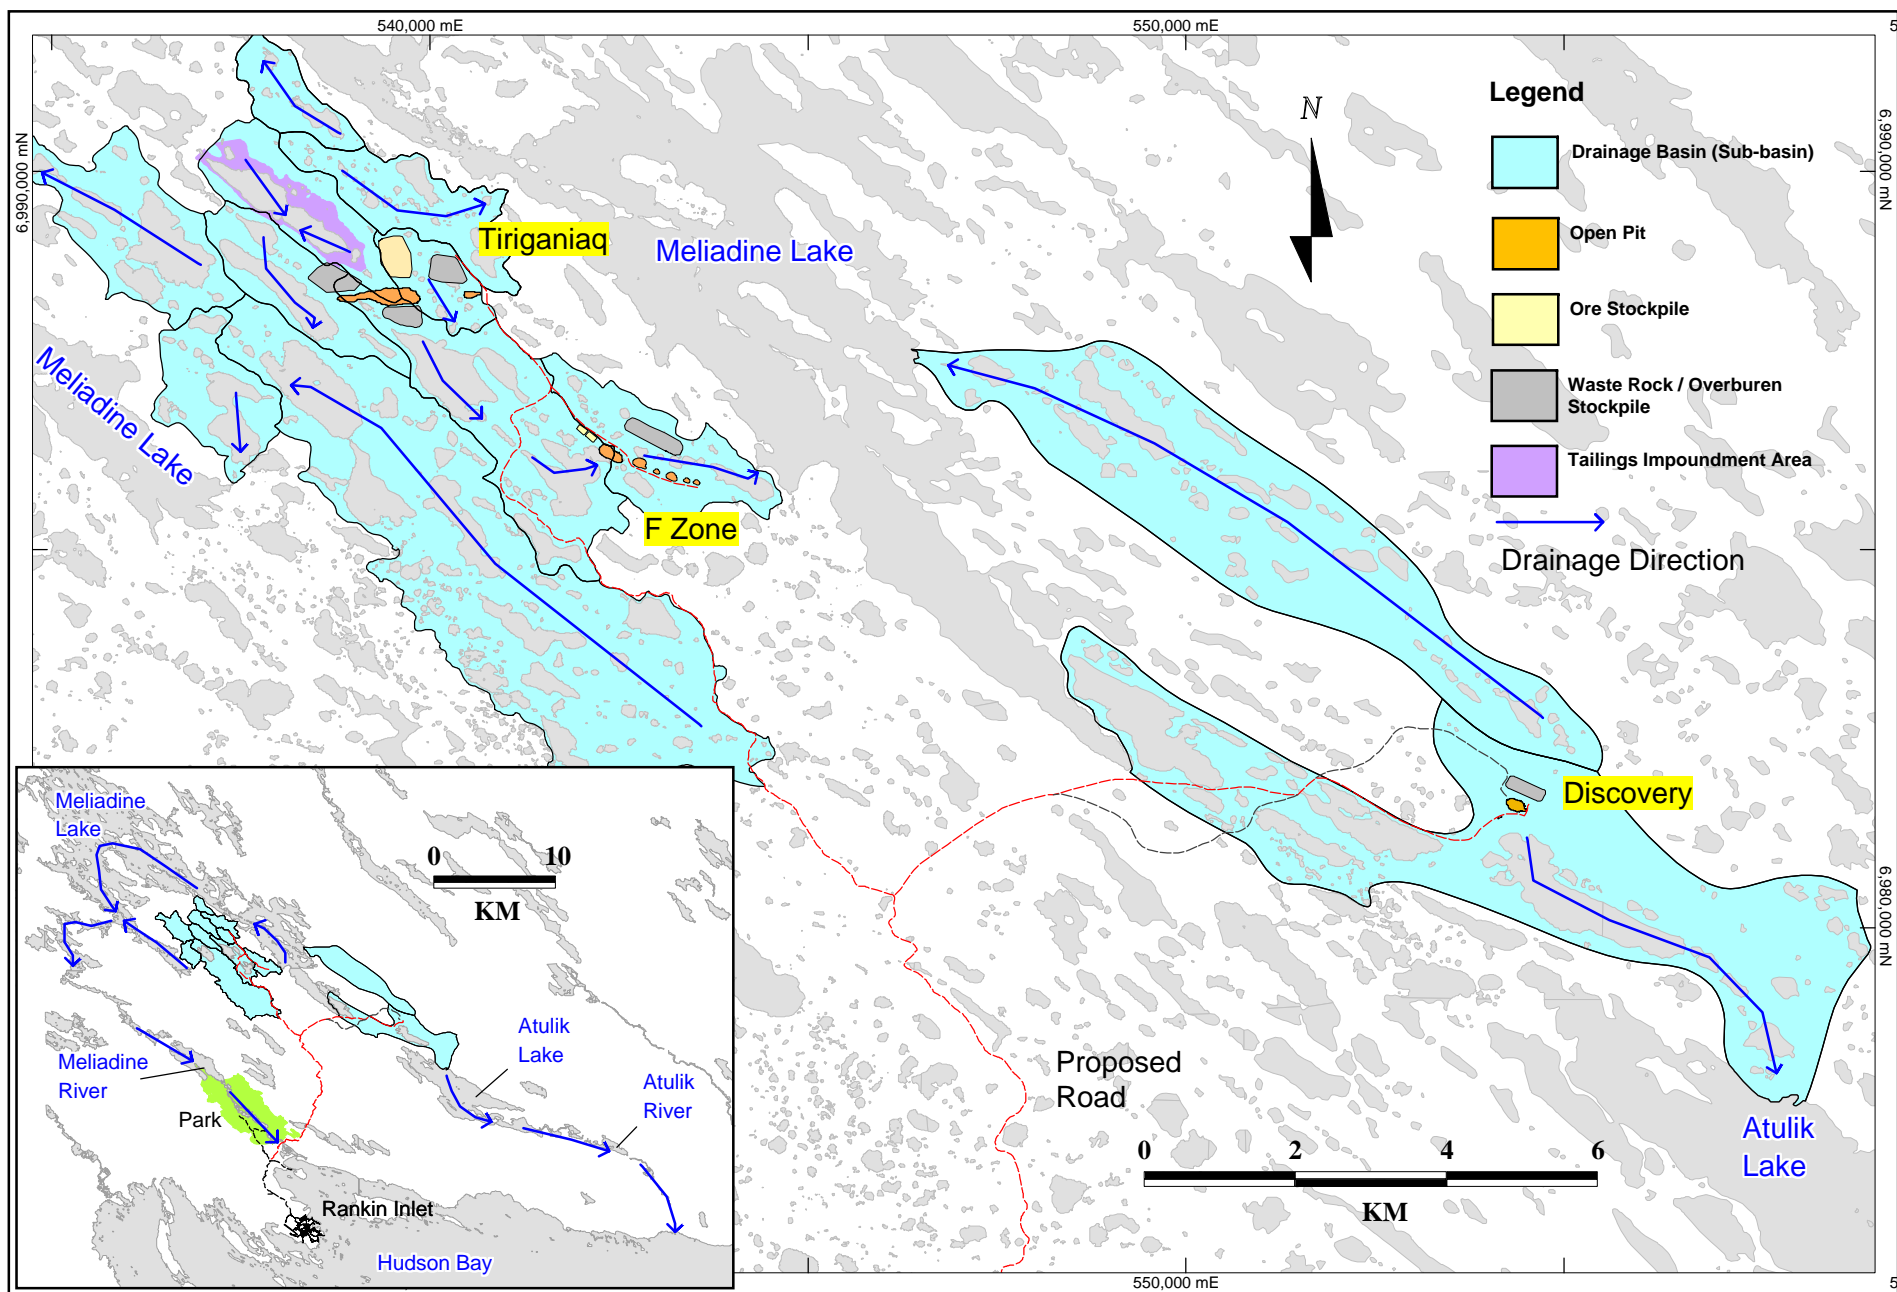 540,000 mE
550,000 mE
5
6,990,000 mN
6,990,000 mN
N
Legend
Drainage Basin (Sub-basin)
Open Pit
Ore Stockpile
Waste Rock / Overburen
Stockpile
Tailings Impoundment Area
Drainage Direction
Tiriganiaq
Meliadine Lake
Meliadine Lake
F Zone
Discovery
6,980,000 mN
Proposed
Road
0 2 4 6
KM
Atulik
Lake
Meliadine
Lake
0 10
KM
Atulik
Lake
Meliadine
River
Atulik
River
Park
Rankin Inlet
Hudson Bay
550,000 mE
5